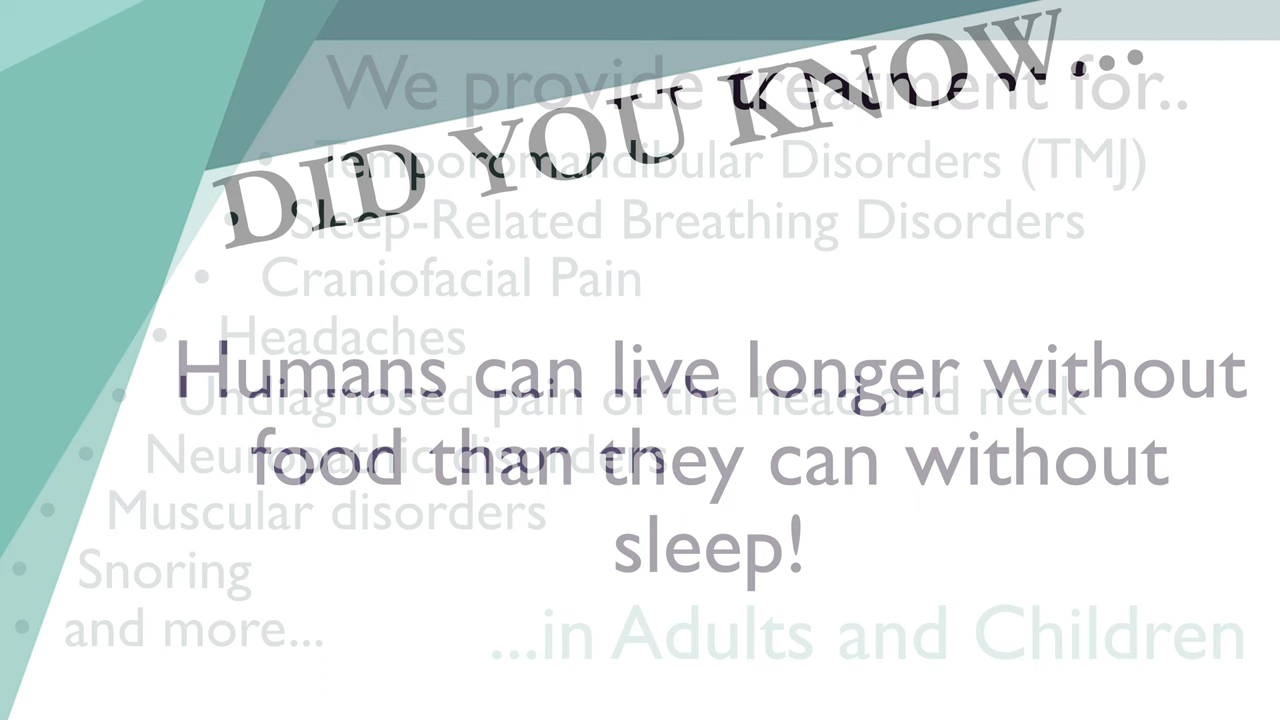 DID YOU KNOW...
We provide treatment for..
• Temporomandibular Disorders (TMJ)
• Sleep-Related Breathing Disorders
• Craniofacial Pain
• Headaches
• Undiagnosed pain of the head and neck
• Neuropathic disorders
• Muscular disorders
• Snoring
• and more...
...in Adults and Children
Humans can live longer without
food than they can without
sleep!